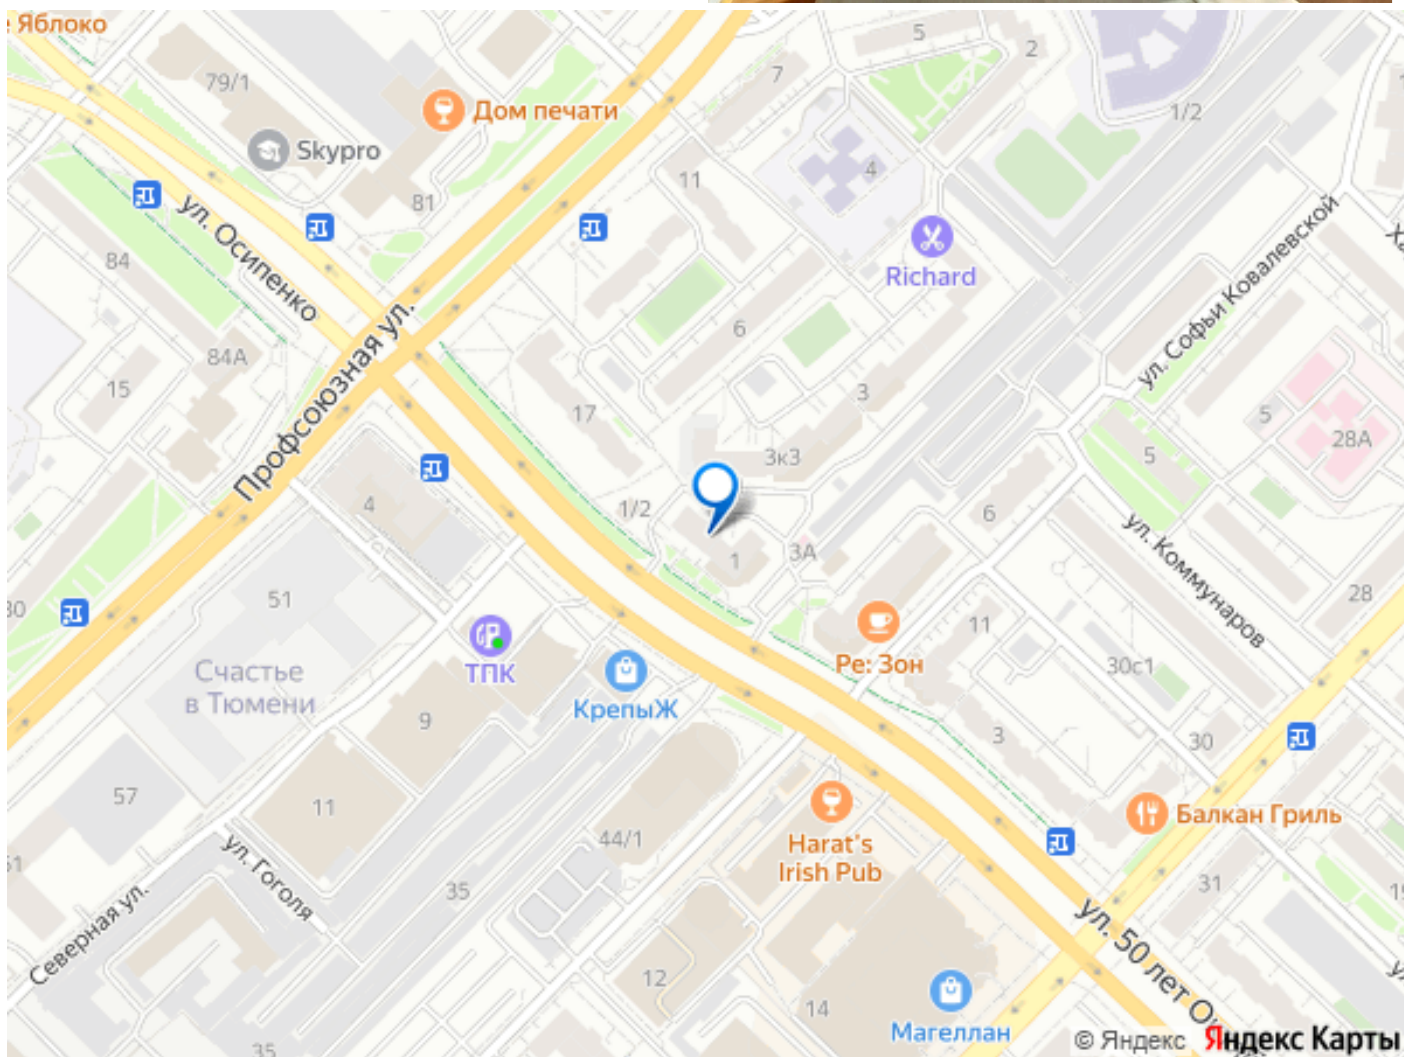 Яблоко
79/1
Дом печати
Skypro
81
ул. Осипенко
84
84А
15
Профсоюзная ул.
5
2
7
1/2
11
4
Richard
ул. Софьи Ковалевской
6
3
17
3к3
5
28А
5
1/2
4
1
3А
6
ул. Коммунаров
28
51
ТПК
КрепыЖ
Ре: Зон
11
30с1
Счастье
в Тюмени
9
3
30
57
11
Harat's
Irish Pub
Балкан Гриль
44/1
ул. Гоголя
35
31
Северная ул.
12
14
Магеллан
ул. 50 лет О
35
© Яндекс Яндекс Карты